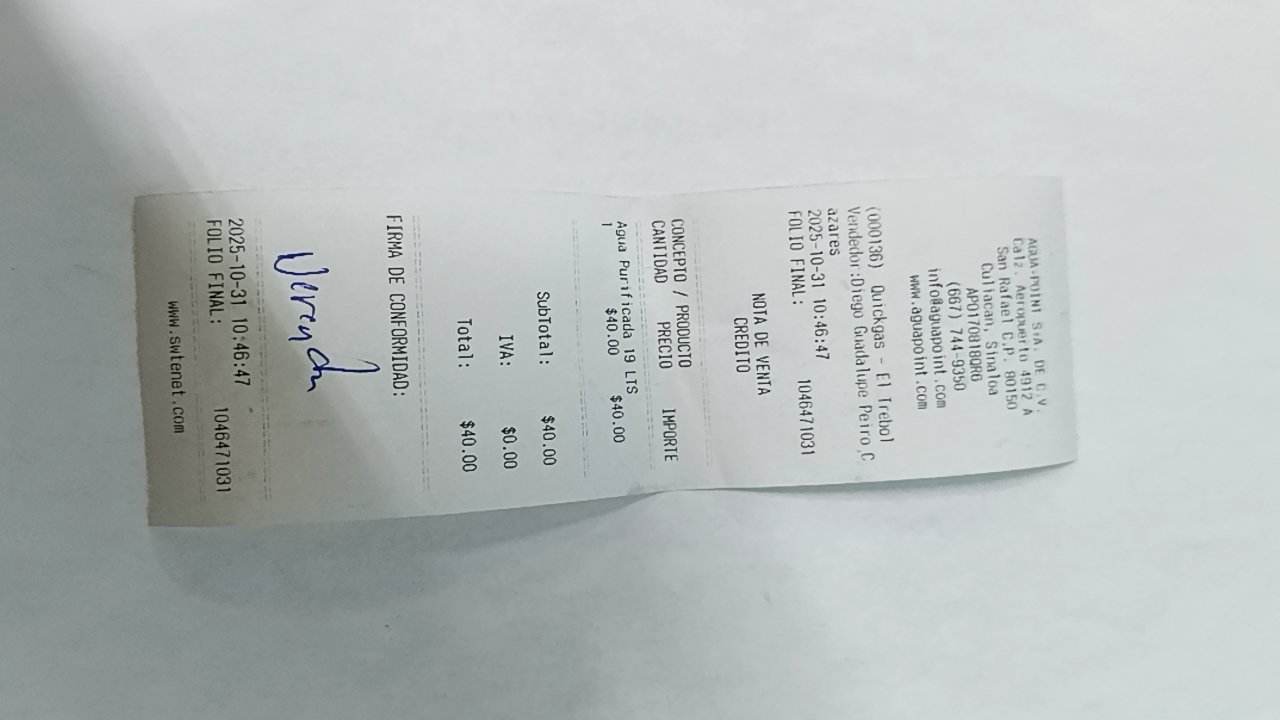 AGUA-POINT S.A. DE C.V.
Calz. Aeropuerto 4912 A
San Rafael C.P. 80150
Culiacan, Sinaloa
APO170818QR6
(667) 744-9350
info@aguapoint.com
www.aguapoint.com
(000136) Quickgas - El Trebol
Vendedor:Diego Guadalupe Peiro C
azares
2025-10-31 10:46:47
FOLIO FINAL: 1046471031
NOTA DE VENTA
CREDITO
CONCEPTO / PRODUCTO
CANTIDAD PRECIO IMPORTE
Agua Purificada 19 LTS
1 $40.00 $40.00
SubTotal: $40.00
IVA: $0.00
Total: $40.00
FIRMA DE CONFORMIDAD:
2025-10-31 10:46:47
FOLIO FINAL: 1046471031
www.swtenet.com